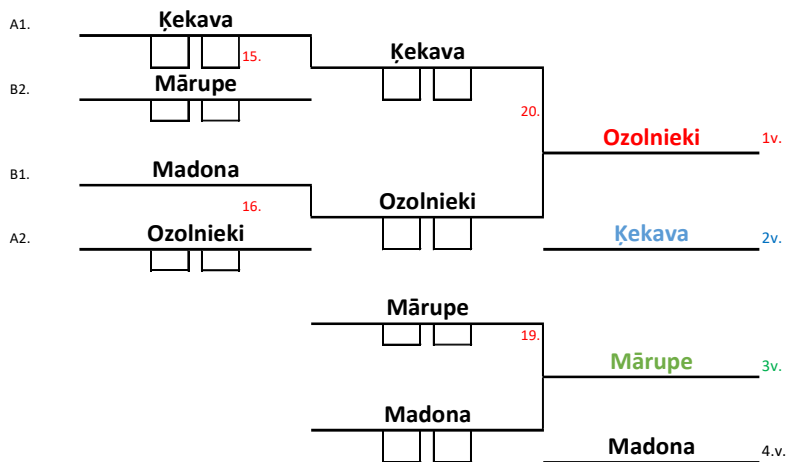 A1. Ķekava
15. Ķekava
B2. Mārupe
20.
Ozolnieki 1v.
B1. Madona
16. Ozolnieki
A2. Ozolnieki
Ķekava 2v.
Mārupe
19.
Mārupe 3v.
Madona
Madona 4.v.